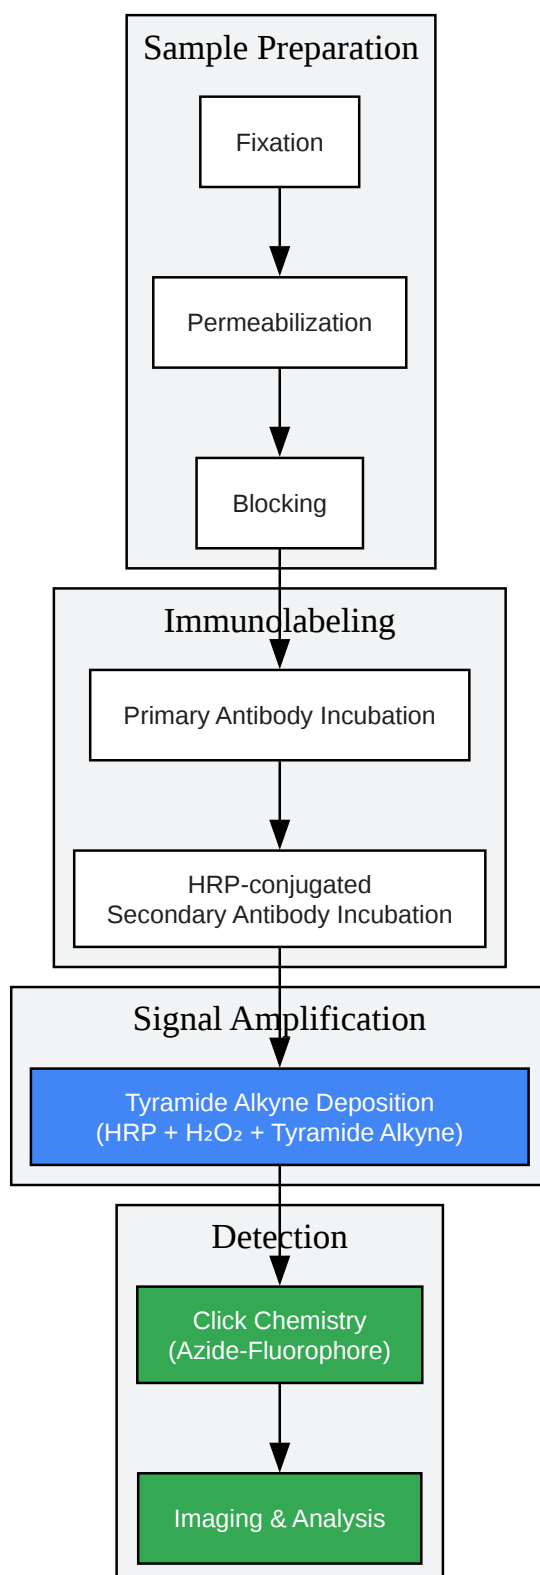 Sample Preparation
Fixation
Permeabilization
Blocking
Immunolabeling
Primary Antibody Incubation
HRP-conjugated
Secondary Antibody Incubation
Signal Amplification
Tyramide Alkyne Deposition
(HRP + H₂O₂ + Tyramide Alkyne)
Detection
Click Chemistry
(Azide-Fluorophore)
Imaging & Analysis